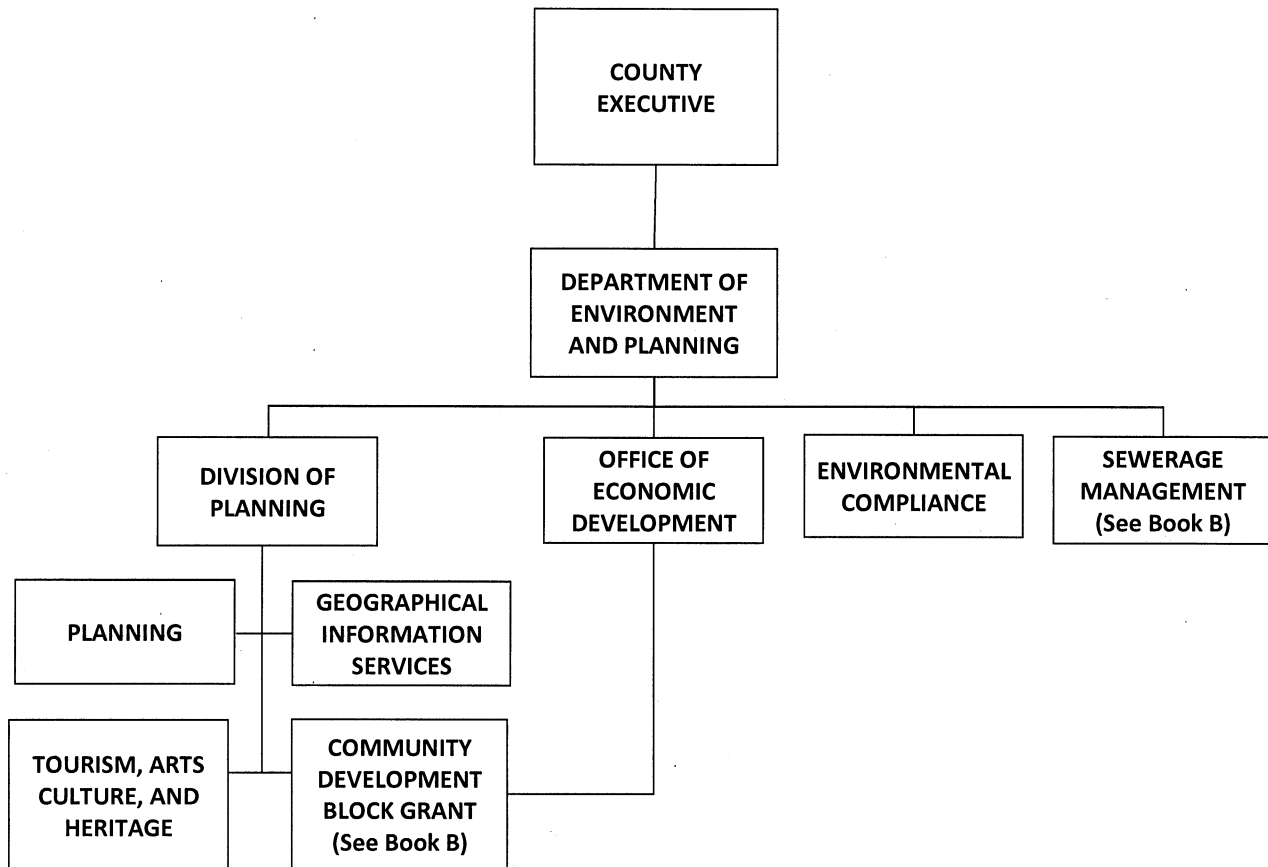 COUNTY
EXECUTIVE
DEPARTMENT OF
ENVIRONMENT
AND PLANNING
DIVISION OF
PLANNING
OFFICE OF
ECONOMIC
DEVELOPMENT
ENVIRONMENTAL
COMPLIANCE
SEWERAGE
MANAGEMENT
(See Book B)
PLANNING
GEOGRAPHICAL
INFORMATION
SERVICES
TOURISM, ARTS
CULTURE, AND
HERITAGE
COMMUNITY
DEVELOPMENT
BLOCK GRANT
(See Book B)